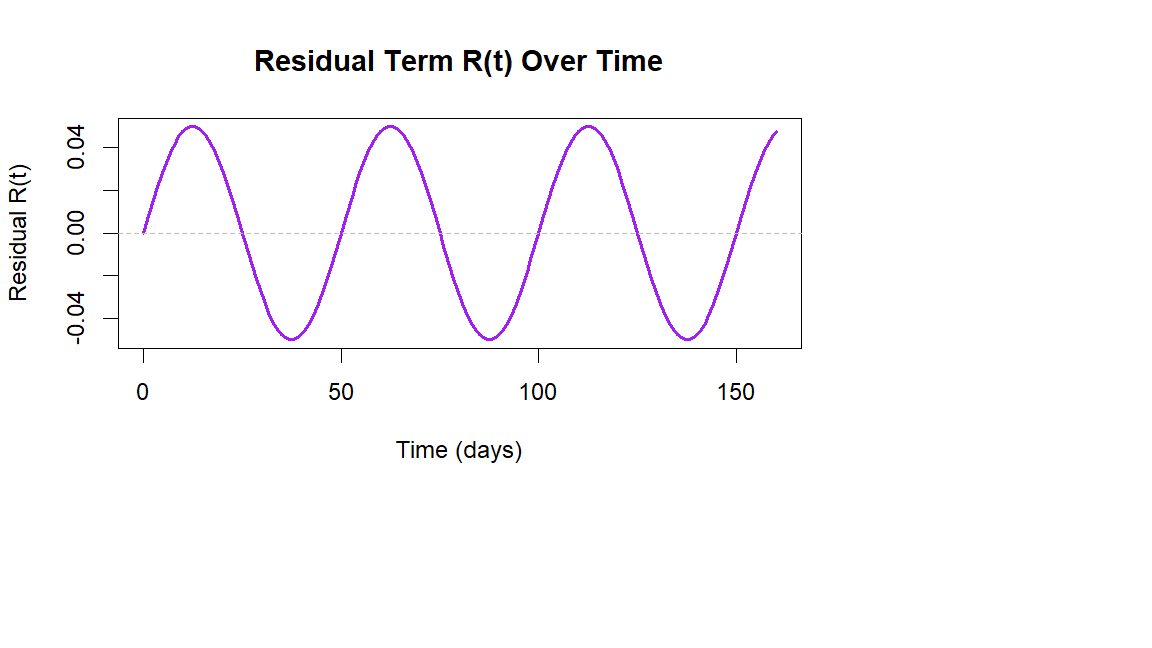 Residual Term R(t) Over Time
Residual R(t)
0.04
0.00
-0.04
0
50
100
150
Time (days)